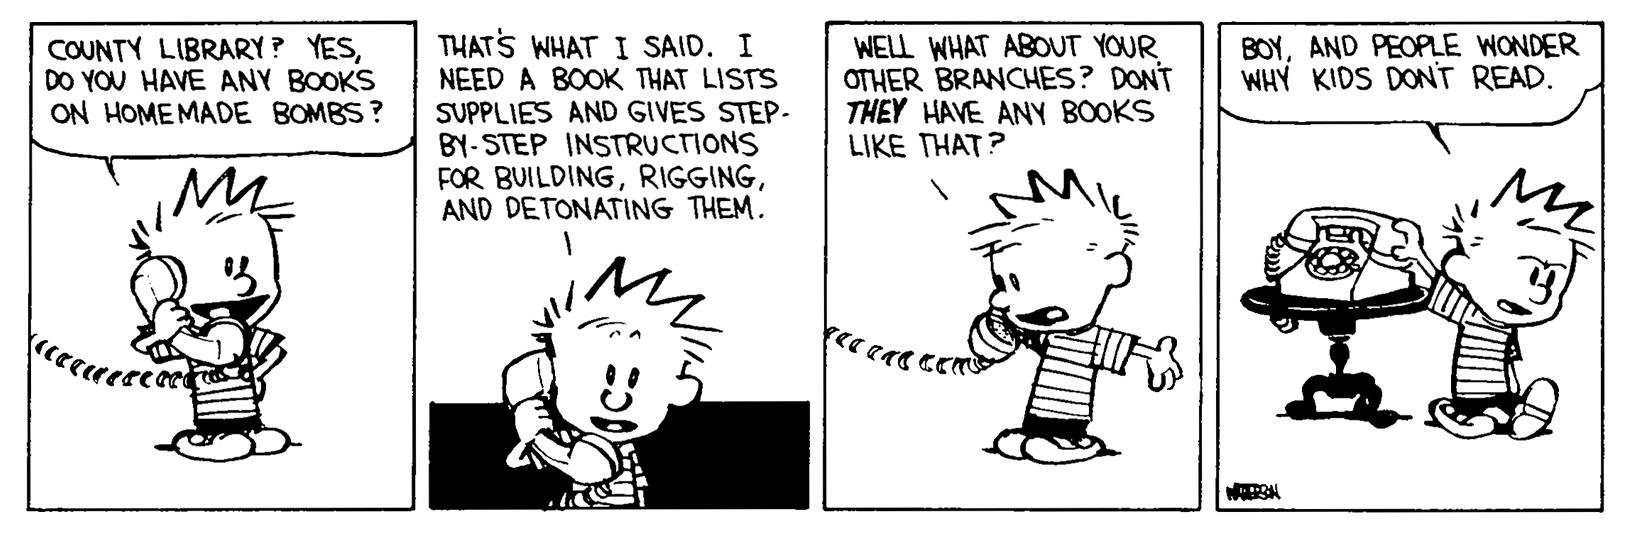 COUNTY LIBRARY? YES,
DO YOU HAVE ANY BOOKS
ON HOMEMADE BOMBS?
THAT'S WHAT I SAID. I
NEED A BOOK THAT LISTS
SUPPLIES AND GIVES STEP-
BY-STEP INSTRUCTIONS
FOR BUILDING, RIGGING,
AND DETONATING THEM.
WELL WHAT ABOUT YOUR
OTHER BRANCHES? DON'T
THEY HAVE ANY BOOKS
LIKE THAT?
BOY, AND PEOPLE WONDER
WHY KIDS DON'T READ.
WATTERSON